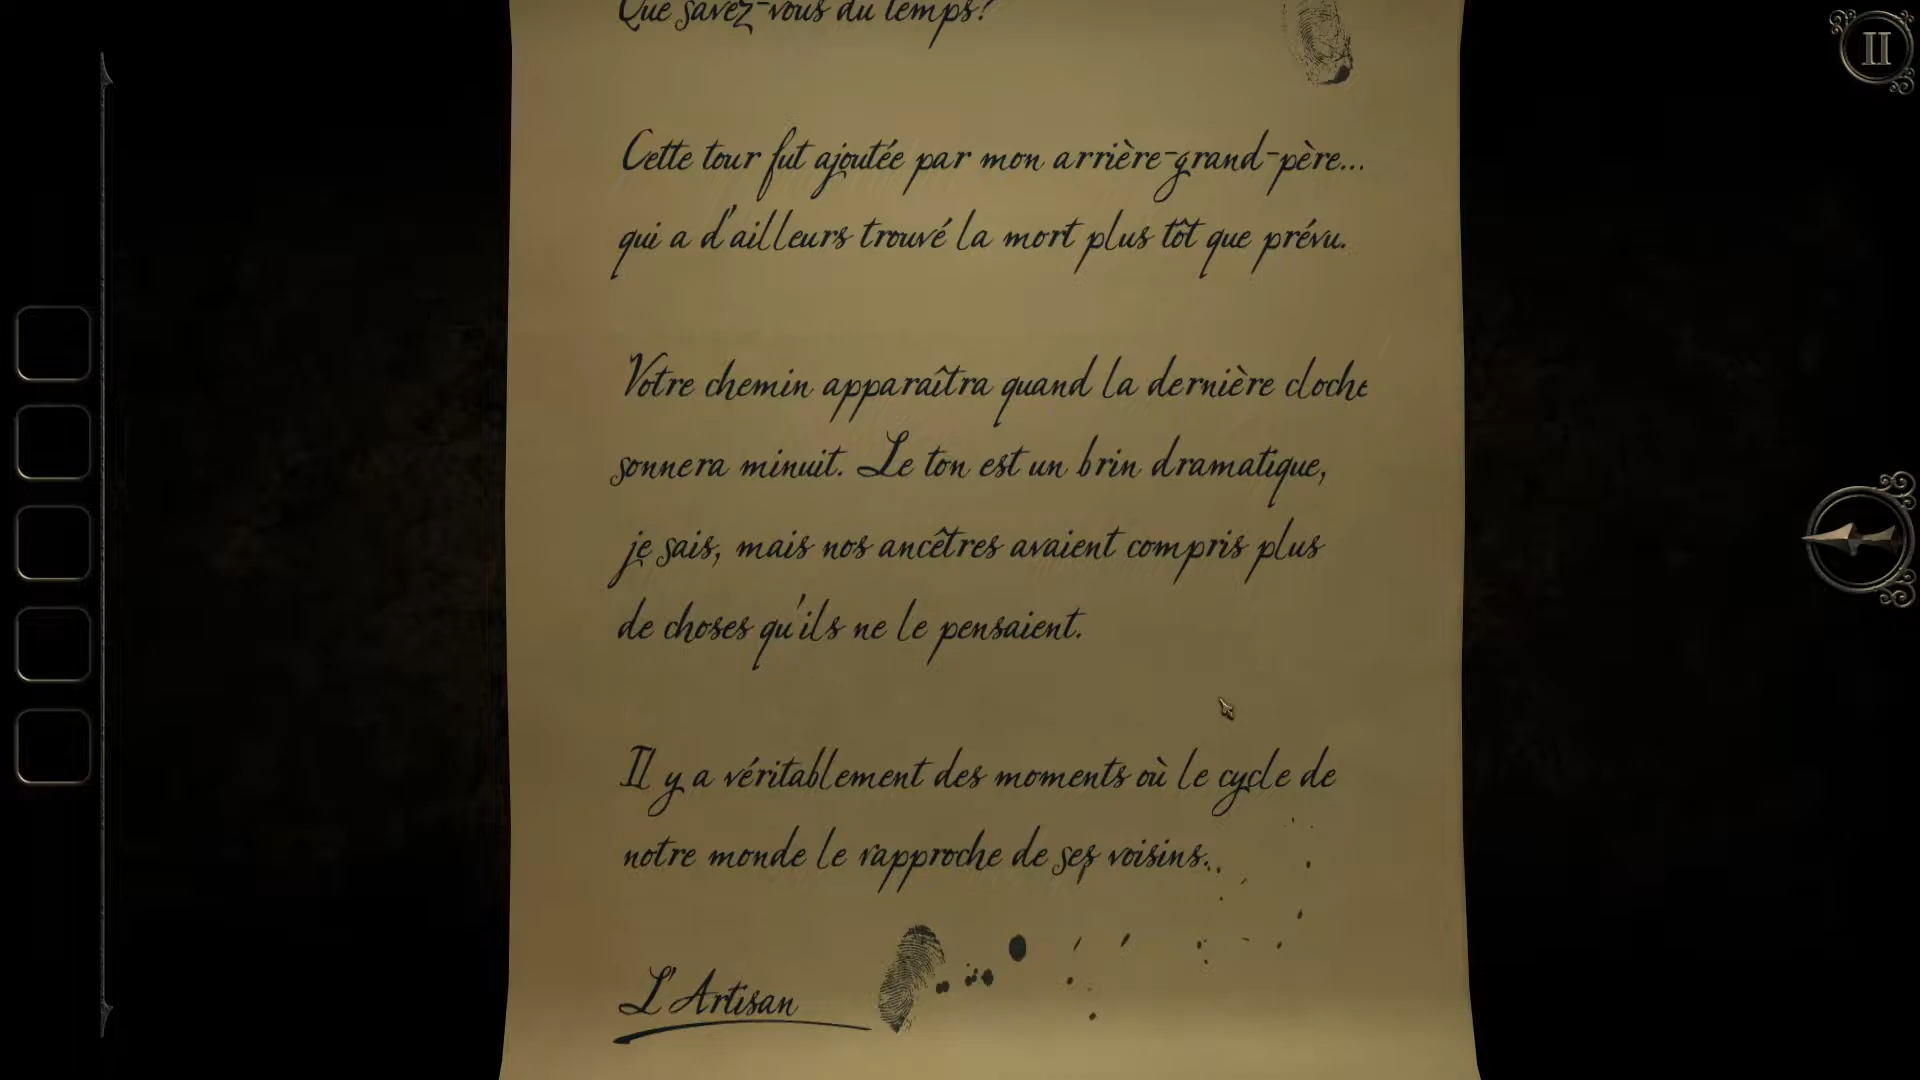 Que savez-vous du temps?
Cette tour fut ajoutée par mon arrière-grand-père...
qui a d'ailleurs trouvé la mort plus tôt que prévu.
Votre chemin apparaîtra quand la dernière cloche
sonnera minuit. Le ton est un brin dramatique,
je sais, mais nos ancêtres avaient compris plus
de choses qu'ils ne le pensaient.
Il y a véritablement des moments où le cycle de
notre monde le rapproche de ses voisins..
L'Artisan